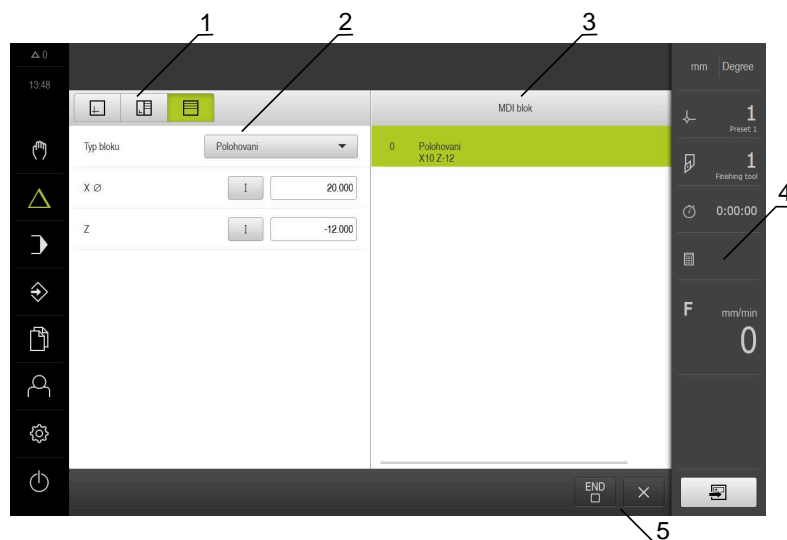 1
2
3
4
5
0
13:48
mm Degree
MDI blok
1
Preset 1
Typ bloku
Polohovani
0 Polohovani
X10 Z-12
1
Finishing tool
X ⌀
I
20.000
Z
I
-12.000
0:00:00
F mm/min
0
END